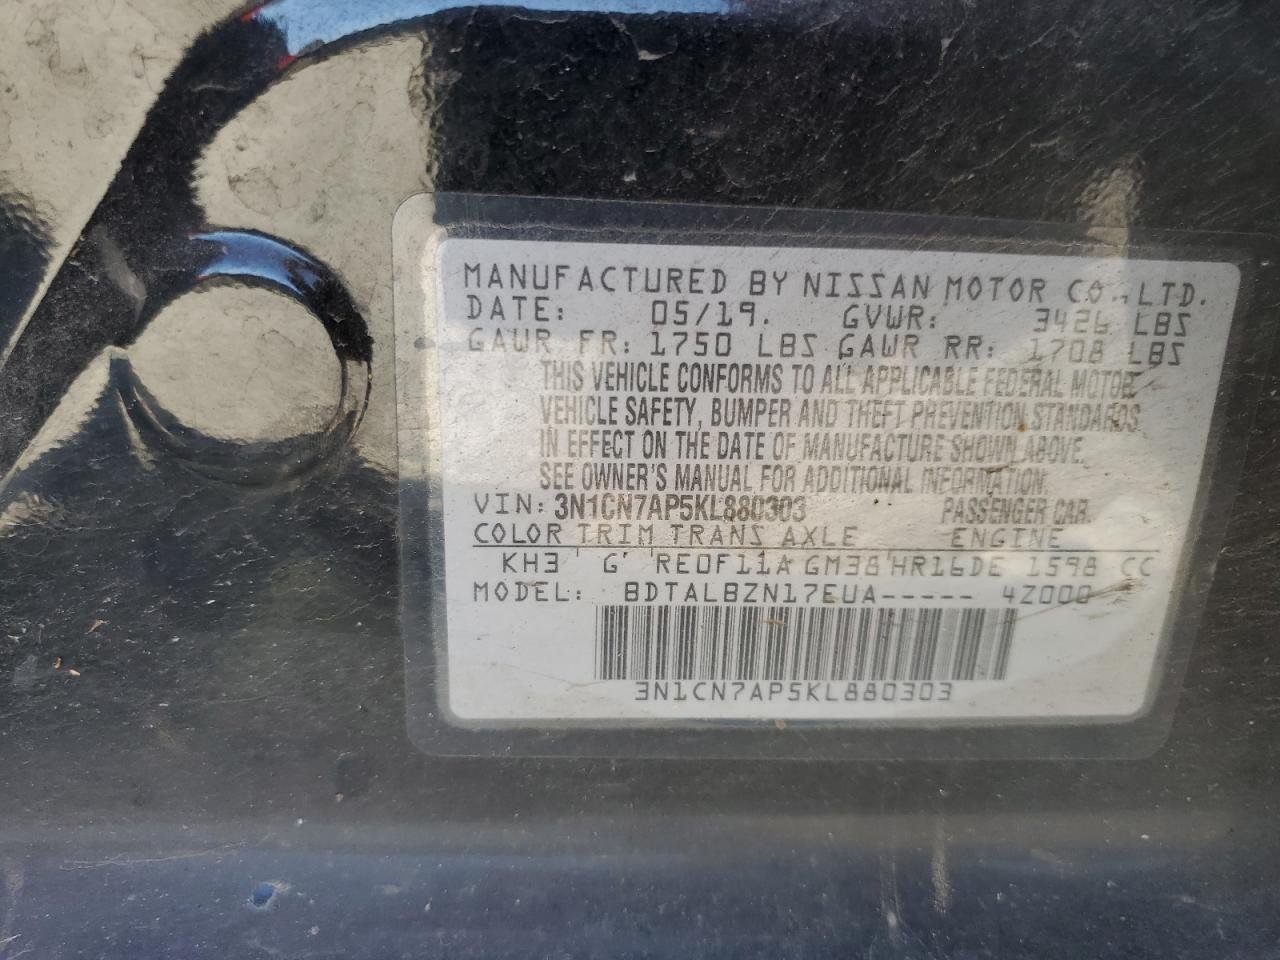 MANUFACTURED BY NISSAN MOTOR CO.,LTD.
DATE: 05/19. GVWR: 3426 LBS
GAWR FR: 1750 LBS GAWR RR: 1708 LBS
THIS VEHICLE CONFORMS TO ALL APPLICABLE FEDERAL MOTOR
VEHICLE SAFETY, BUMPER AND THEFT PREVENTION STANDARDS
IN EFFECT ON THE DATE OF MANUFACTURE SHOWN ABOVE.
SEE OWNER'S MANUAL FOR ADDITIONAL INFORMATION.
VIN: 3N1CN7AP5KL880303 PASSENGER CAR.
COLOR TRIM TRANS AXLE ENGINE
KH3 G RE0F11A GM38 HR16DE 1598 CC
MODEL: BDTALBZN17EUA----- 4Z000
3N1CN7AP5KL880303